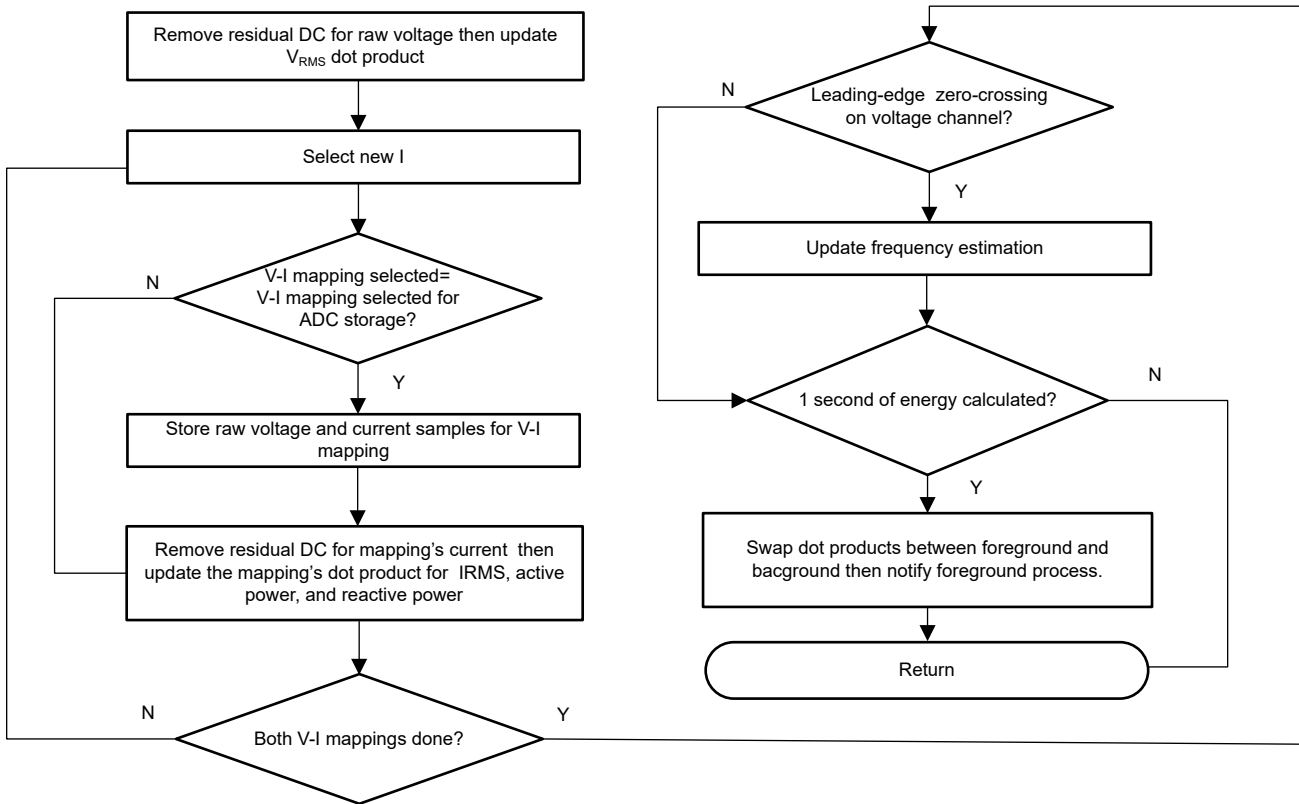 Remove residual DC for raw voltage then update
VRMS dot product
Select new I
V-I mapping selected=
V-I mapping selected for
ADC storage?
N
Y
Store raw voltage and current samples for V-I
mapping
Remove residual DC for mapping’s current then
update the mapping’s dot product for IRMS, active
power, and reactive power
Both V-I mappings done?
N
Y
Leading-edge zero-crossing
on voltage channel?
N
Y
Update frequency estimation
1 second of energy calculated?
N
Y
Swap dot products between foreground and
bacground then notify foreground process.
Return